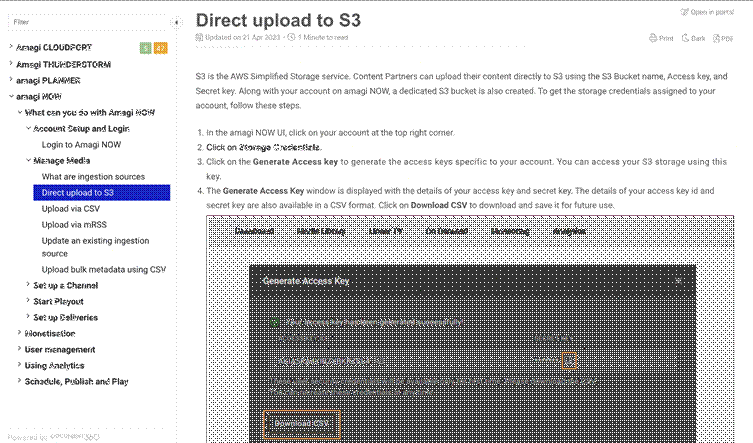 Filter
Amagi CLOUDPORT
Amagi THUNDERSTORM
amagi PLANNER
amagi NOW
What can you do with Amagi NOW
Account Setup and Login
Login to Amagi NOW
Manage Media
What are ingestion sources
Direct upload to S3
Upload via CSV
Upload via mRSS
Update an existing ingestion
source
Upload bulk metadata using CSV
Set up a Channel
Start Playout
Set up Deliveries
Monetisation
User management
Using Analytics
Schedule, Publish and Play
Powered by
Direct upload to S3
Open in portal
Updated on 21 Apr 2023 · 1 Minute to read
Print Dark PDF
S3 is the AWS Simplified Storage service. Content Partners can upload their content directly to S3 using the S3 Bucket name, Access key, and
Secret key. Along with your account on amagi NOW, a dedicated S3 bucket is also created. To get the storage credentials assigned to your
account, follow these steps.
1. In the amagi NOW UI, click on your account at the top right corner.
2. Click on Storage Credentials.
3. Click on the Generate Access key to generate the access keys specific to your account. You can access your S3 storage using this
key.
4. The Generate Access Key window is displayed with the details of your access key and secret key. The details of your access key id and
secret key are also available in a CSV format. Click on Download CSV to download and save it for future use.
Dashboard Media Library Linear TV On Demand Monitoring Analytics
Generate Access Key
Download CSV